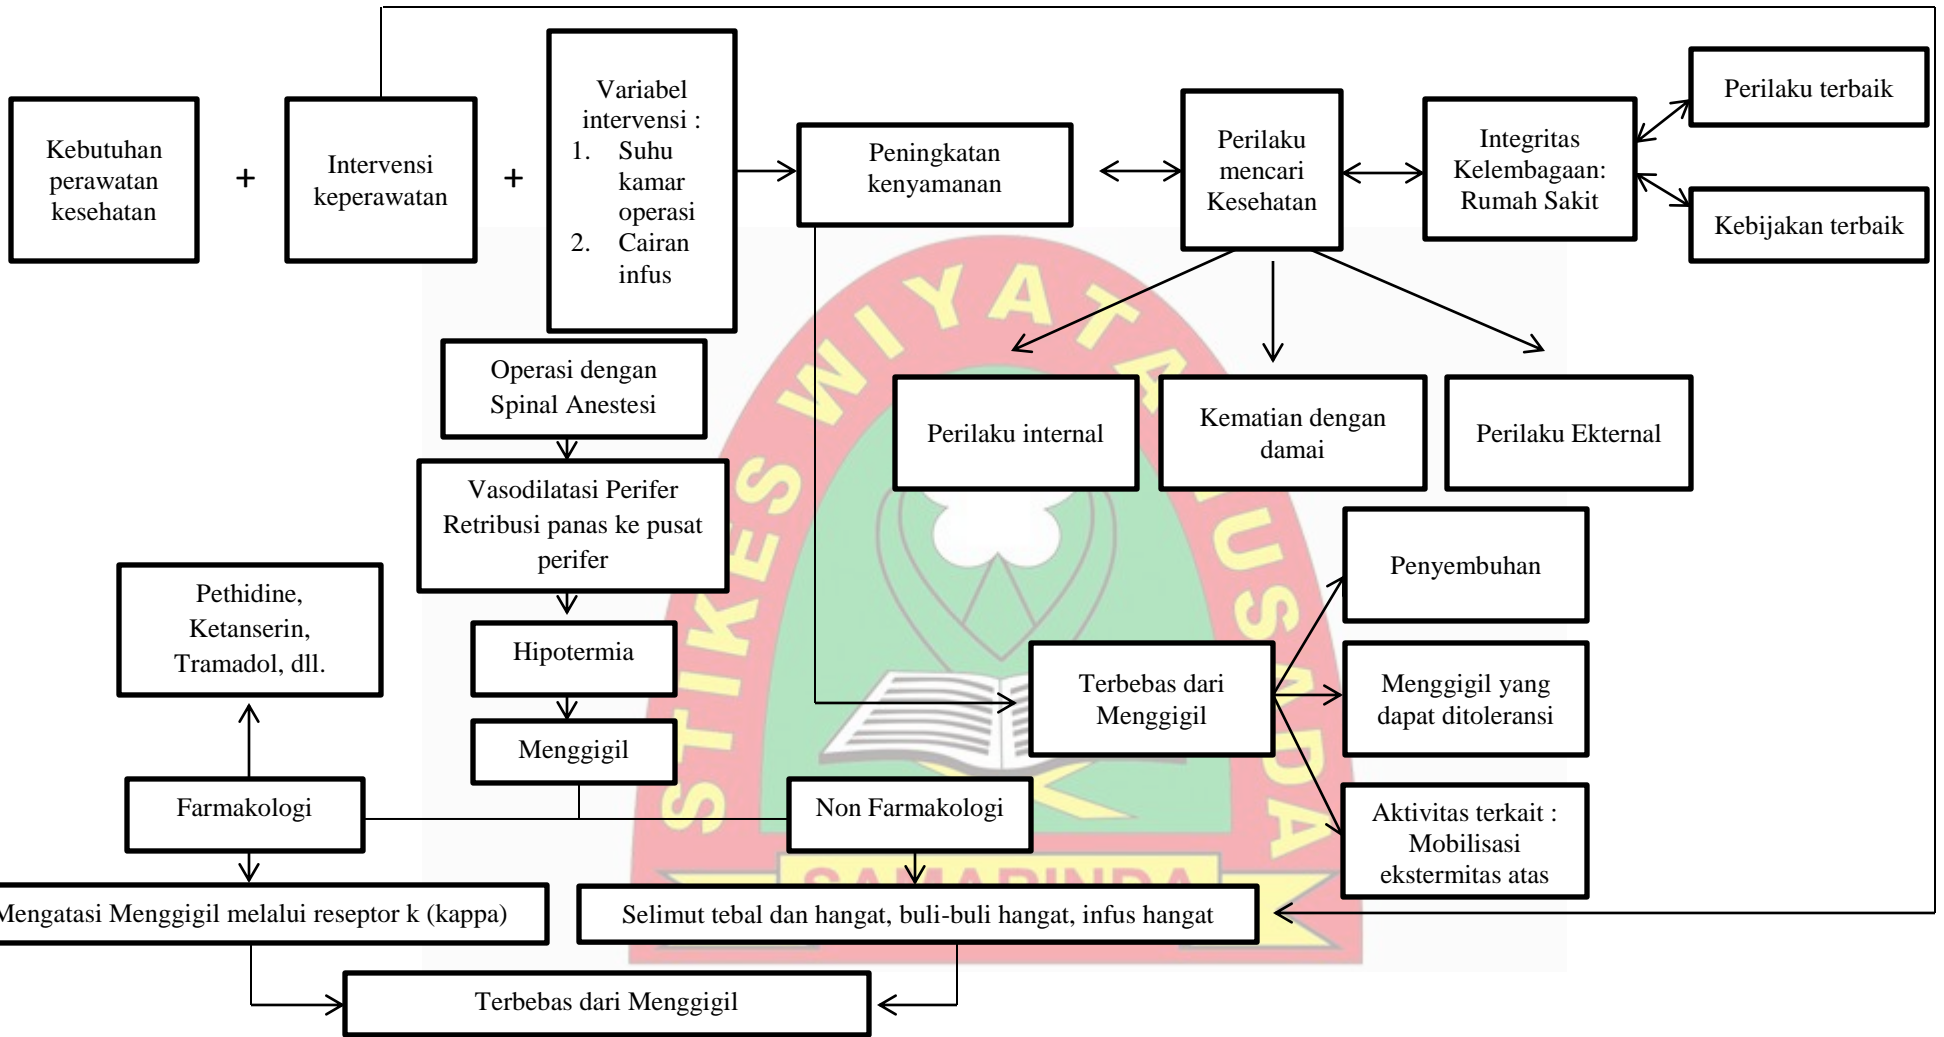 Kebutuhan
perawatan
kesehatan
+
Intervensi
keperawatan
+
Variabel
intervensi :
1. Suhu
kamar
operasi
2. Cairan
infus
Peningkatan
kenyamanan
Perilaku
mencari
Kesehatan
Integritas
Kelembagaan:
Rumah Sakit
Perilaku terbaik
Kebijakan terbaik
Operasi dengan
Spinal Anestesi
Perilaku internal
Kematian dengan
damai
Perilaku Ekternal
Vasodilatasi Perifer
Retribusi panas ke pusat
perifer
Pethidine,
Ketanserin,
Tramadol, dll.
Hipotermia
Menggigil
Penyembuhan
Terbebas dari
Menggigil
Menggigil yang
dapat ditoleransi
Aktivitas terkait :
Mobilisasi
ekstermitas atas
Farmakologi
Non Farmakologi
Mengatasi Menggigil melalui reseptor k (kappa)
Selimut tebal dan hangat, buli-buli hangat, infus hangat
Terbebas dari Menggigil
STIKES WIYATA HUSADA
SAMARINDA